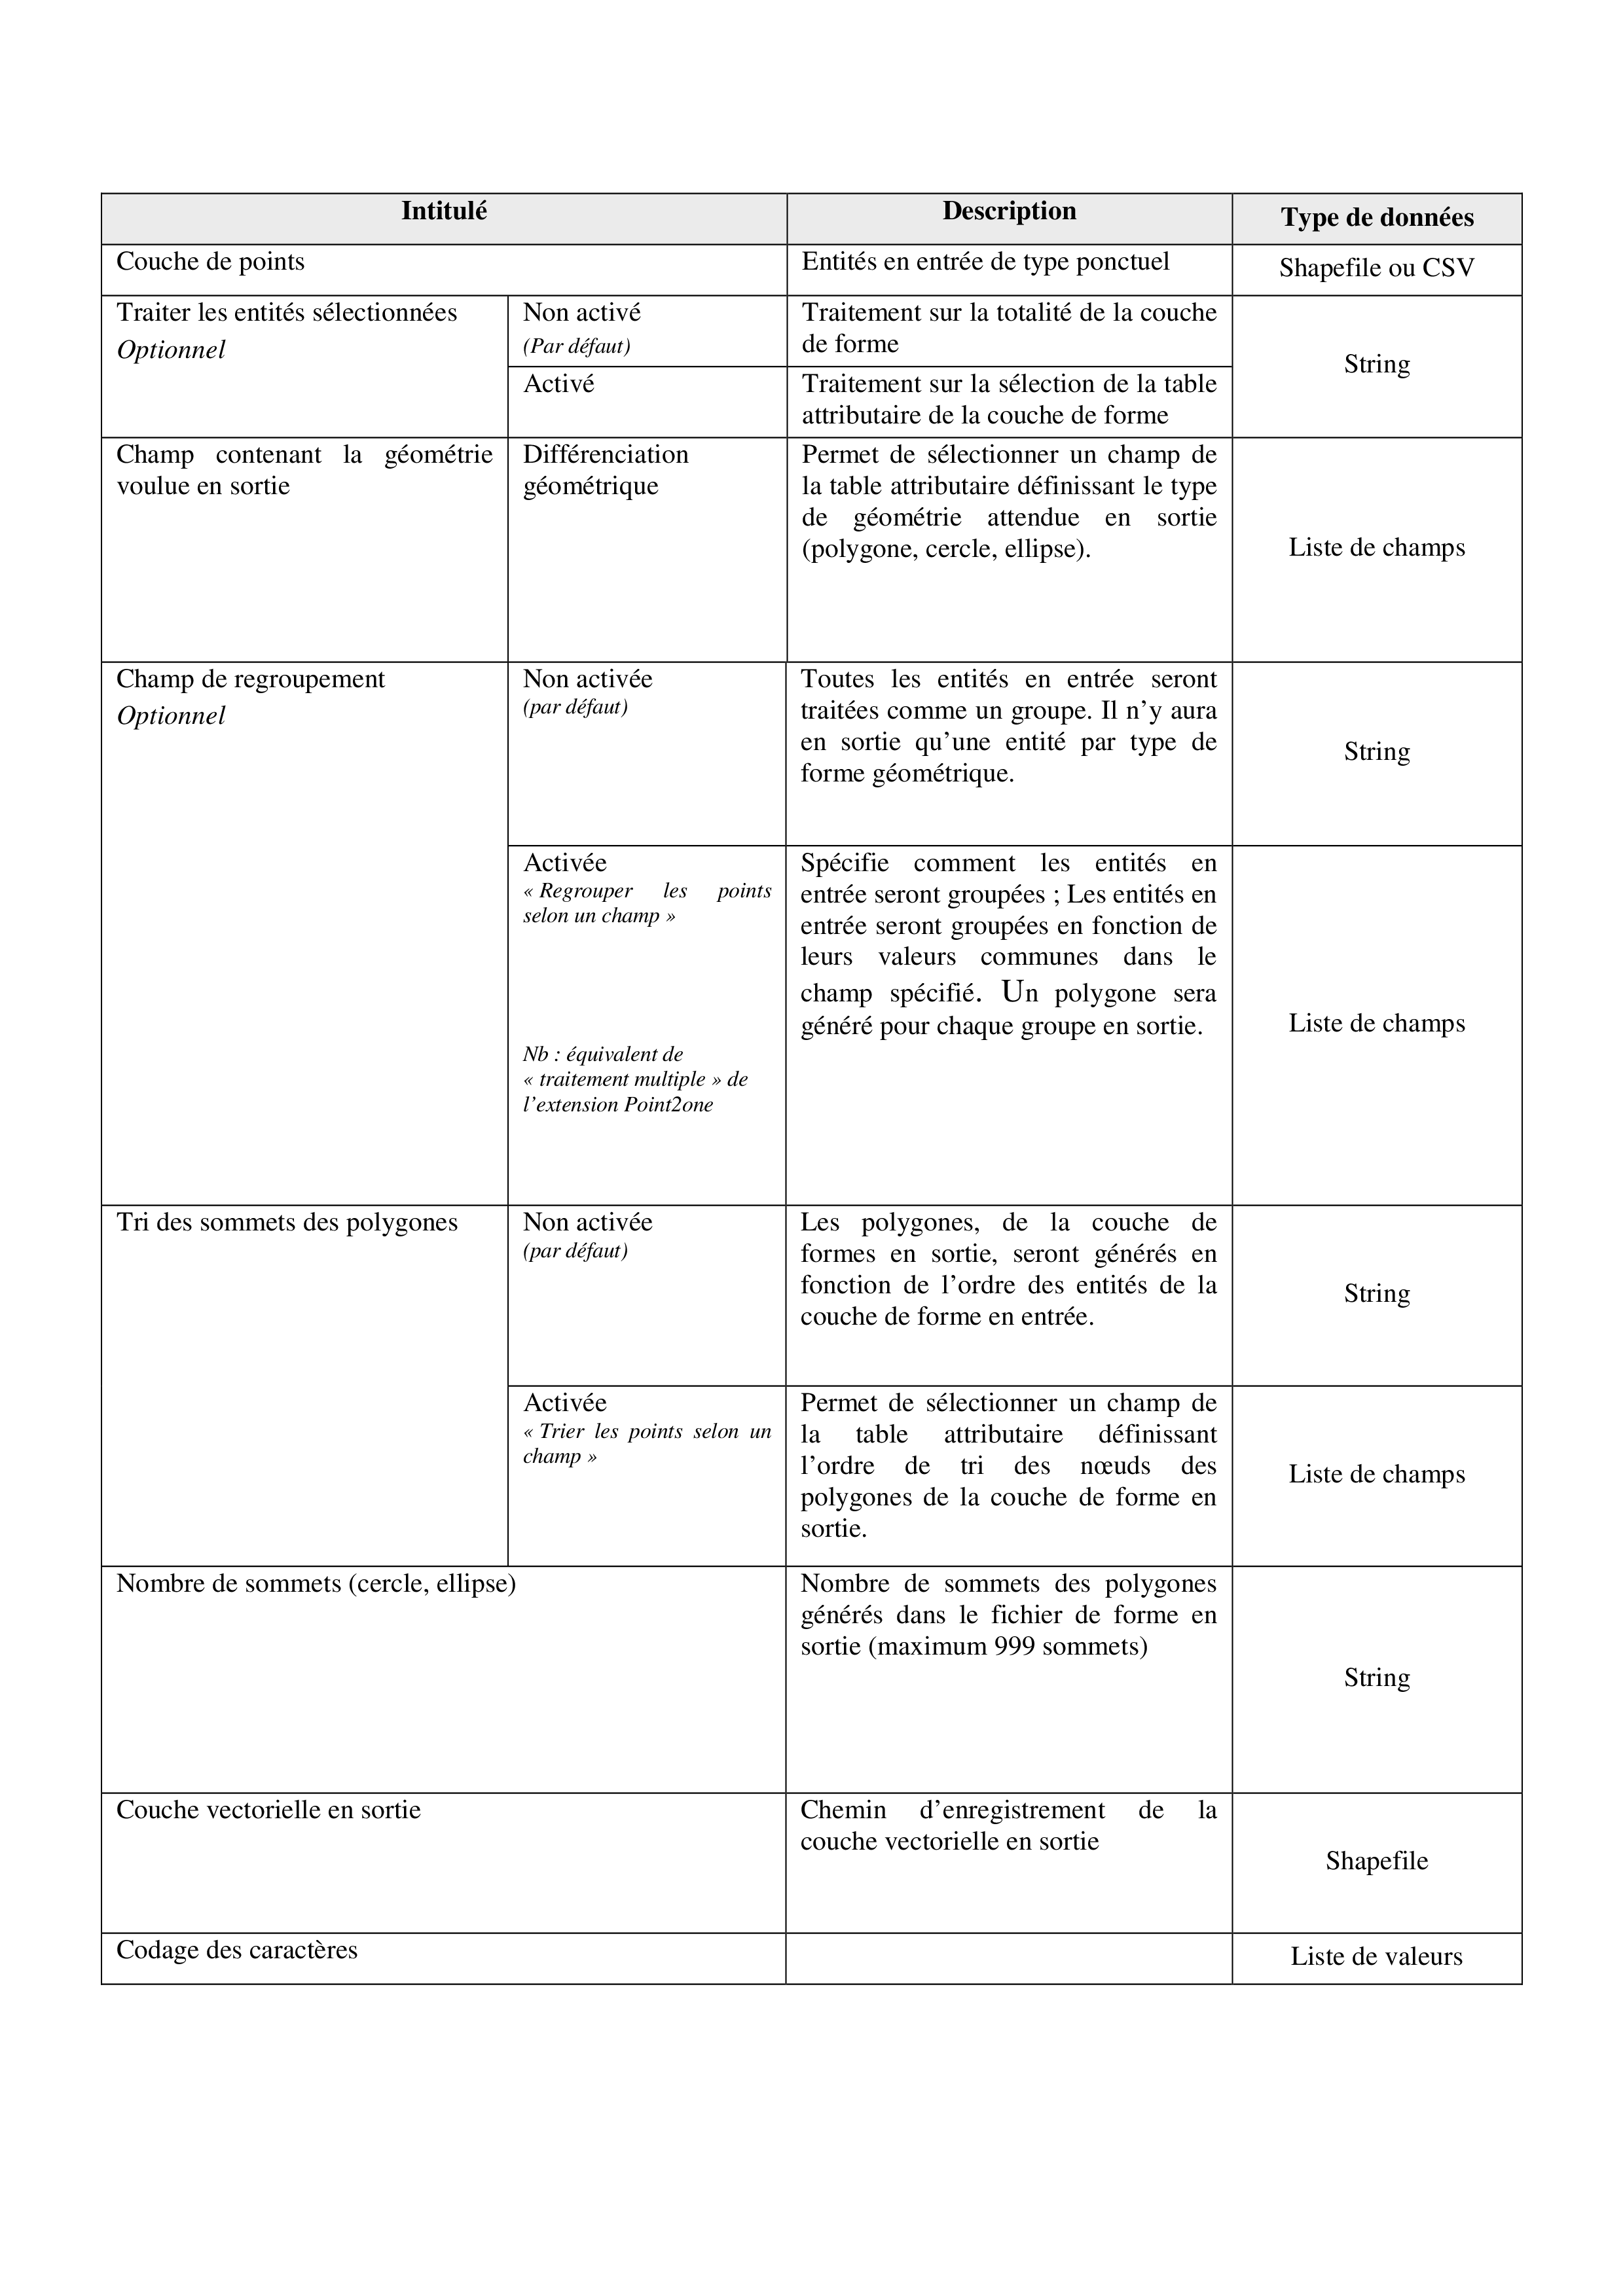 Intitulé
Description
Type de données
Couche de points
Entités en entrée de type ponctuel
Shapefile ou CSV
Traiter les entités sélectionnées
Optionnel
Non activé
(Par défaut)
Traitement sur la totalité de la couche
de forme
String
Activé
Traitement sur la sélection de la table
attributaire de la couche de forme
Champ contenant la géométrie
voulue en sortie
Différenciation
géométrique
Permet de sélectionner un champ de
la table attributaire définissant le type
de géométrie attendue en sortie
(polygone, cercle, ellipse).
Liste de champs
Champ de regroupement
Optionnel
Non activée
(par défaut)
Toutes les entités en entrée seront
traitées comme un groupe. Il n’y aura
en sortie qu’une entité par type de
forme géométrique.
String
Activée
« Regrouper les points
selon un champ »
Nb : équivalent de
« traitement multiple » de
l’extension Point2one
Spécifie comment les entités en
entrée seront groupées ; Les entités en
entrée seront groupées en fonction de
leurs valeurs communes dans le
champ spécifié. Un polygone sera
généré pour chaque groupe en sortie.
Liste de champs
Tri des sommets des polygones
Non activée
(par défaut)
Les polygones, de la couche de
formes en sortie, seront générés en
fonction de l’ordre des entités de la
couche de forme en entrée.
String
Activée
« Trier les points selon un
champ »
Permet de sélectionner un champ de
la table attributaire définissant
l’ordre de tri des nœuds des
polygones de la couche de forme en
sortie.
Liste de champs
Nombre de sommets (cercle, ellipse)
Nombre de sommets des polygones
générés dans le fichier de forme en
sortie (maximum 999 sommets)
String
Couche vectorielle en sortie
Chemin d’enregistrement de la
couche vectorielle en sortie
Shapefile
Codage des caractères
Liste de valeurs